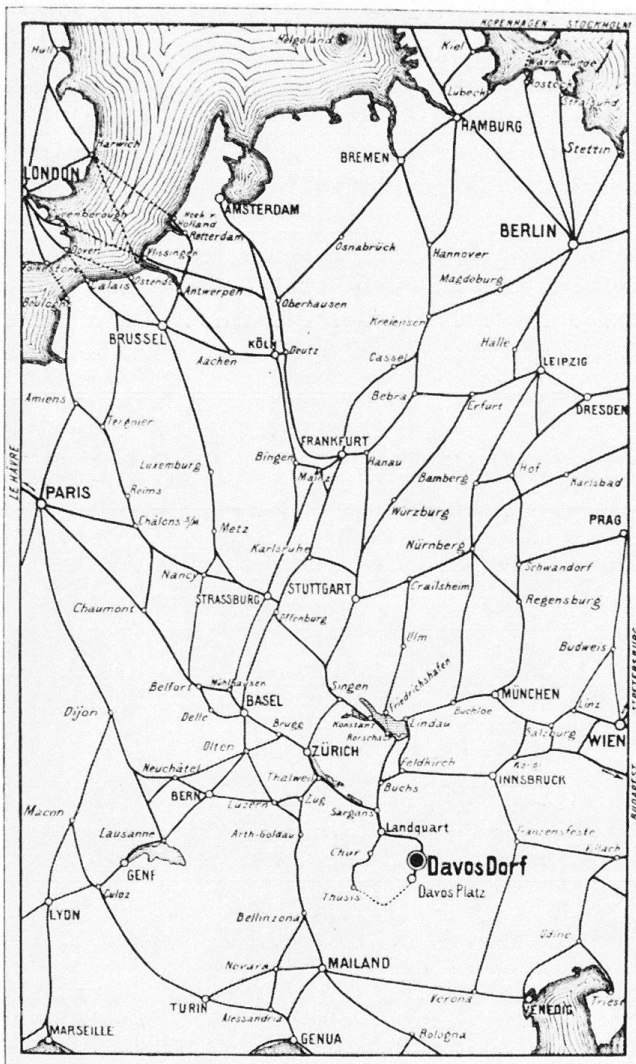 KOPENHAGEN - STOCKHOLM
Helgoland
Kiel
Warnemünde
Hull
Rostock
Lübeck
Stralsund
HAMBURG
Harwich
BREMEN
Stettin
LONDON
AMSTERDAM
Hoek v.
Holland
Rotterdam
BERLIN
Osnabrück
Hannover
Dover
Vlissingen
Folkestone
Magdeburg
Calais
Ostende
Antwerpen
Oberhausen
Kreiensen
BRÜSSEL
Halle
KÖLN
Deutz
Aachen
Cassel
LEIPZIG
Amiens
Bebra
Erfurt
DRESDEN
Tergnier
FRANKFURT
LE HÂVRE
Luxemburg
Bingen
Hanau
Mainz
Bamberg
Hof
Karlsbad
PARIS
Reims
Würzburg
Châlons s/M
Metz
PRAG
Karlsruhe
Nürnberg
Nancy
Schwandorf
STRASSBURG
STUTTGART
Crailsheim
Regensburg
Chaumont
Offenburg
Ulm
Budweis
Mühlhausen
Singen
Friedrichshafen
Belfort
MÜNCHEN
Delle
BASEL
Konstanz
Lindau
Buchloe
Linz
Dijon
Brugg
Rorschach
Salzburg
WIEN
Olten
ZÜRICH
Neuchâtel
Feldkirch
INNSBRUCK
Thalweil
Buchs
BERN
Luzern
Zug
Sargans
BUDAPEST
Macon
Lausanne
Arth-Goldau
Landquart
Franzensfeste
Villach
Chur
DavosDorf
GENF
Culoz
Thusis
Davos Platz
LYON
Bellinzona
Udine
Novara
MAILAND
TURIN
Verona
VENEDIG
Triest
Alessandria
MARSEILLE
GENUA
Bologna